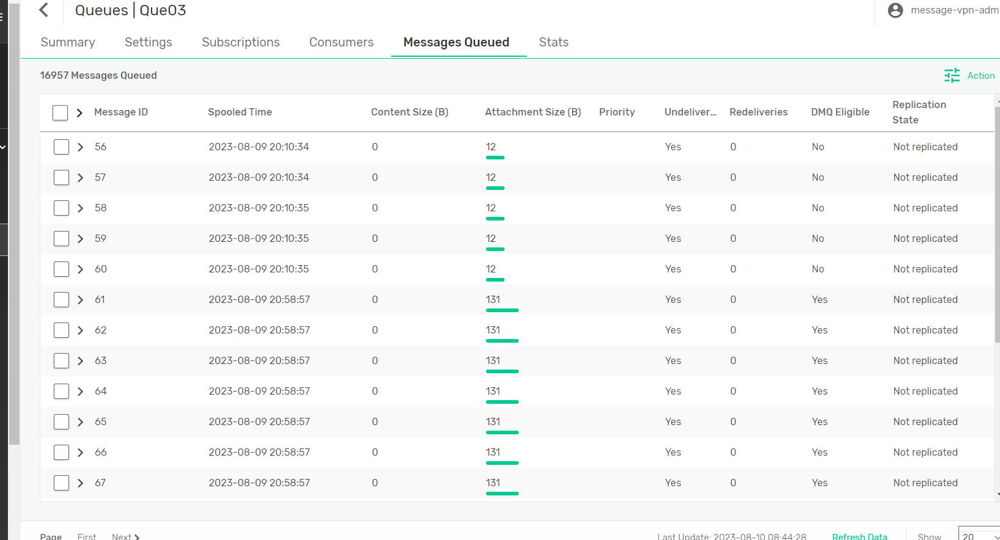 Queues | Que03
message-vpn-adm
Summary Settings Subscriptions Consumers Messages Queued Stats
16957 Messages Queued Action
Message ID Spooled Time Content Size (B) Attachment Size (B) Priority Undeliver... Redeliveries DMQ Eligible Replication State
56 2023-08-09 20:10:34 0 12 Yes 0 No Not replicated
57 2023-08-09 20:10:34 0 12 Yes 0 No Not replicated
58 2023-08-09 20:10:35 0 12 Yes 0 No Not replicated
59 2023-08-09 20:10:35 0 12 Yes 0 No Not replicated
60 2023-08-09 20:10:35 0 12 Yes 0 No Not replicated
61 2023-08-09 20:58:57 0 131 Yes 0 Yes Not replicated
62 2023-08-09 20:58:57 0 131 Yes 0 Yes Not replicated
63 2023-08-09 20:58:57 0 131 Yes 0 Yes Not replicated
64 2023-08-09 20:58:57 0 131 Yes 0 Yes Not replicated
65 2023-08-09 20:58:57 0 131 Yes 0 Yes Not replicated
66 2023-08-09 20:58:57 0 131 Yes 0 Yes Not replicated
67 2023-08-09 20:58:57 0 131 Yes 0 Yes Not replicated
Page First Next Last Update: 2023-08-10 08:44:28 Refresh Data Show 20